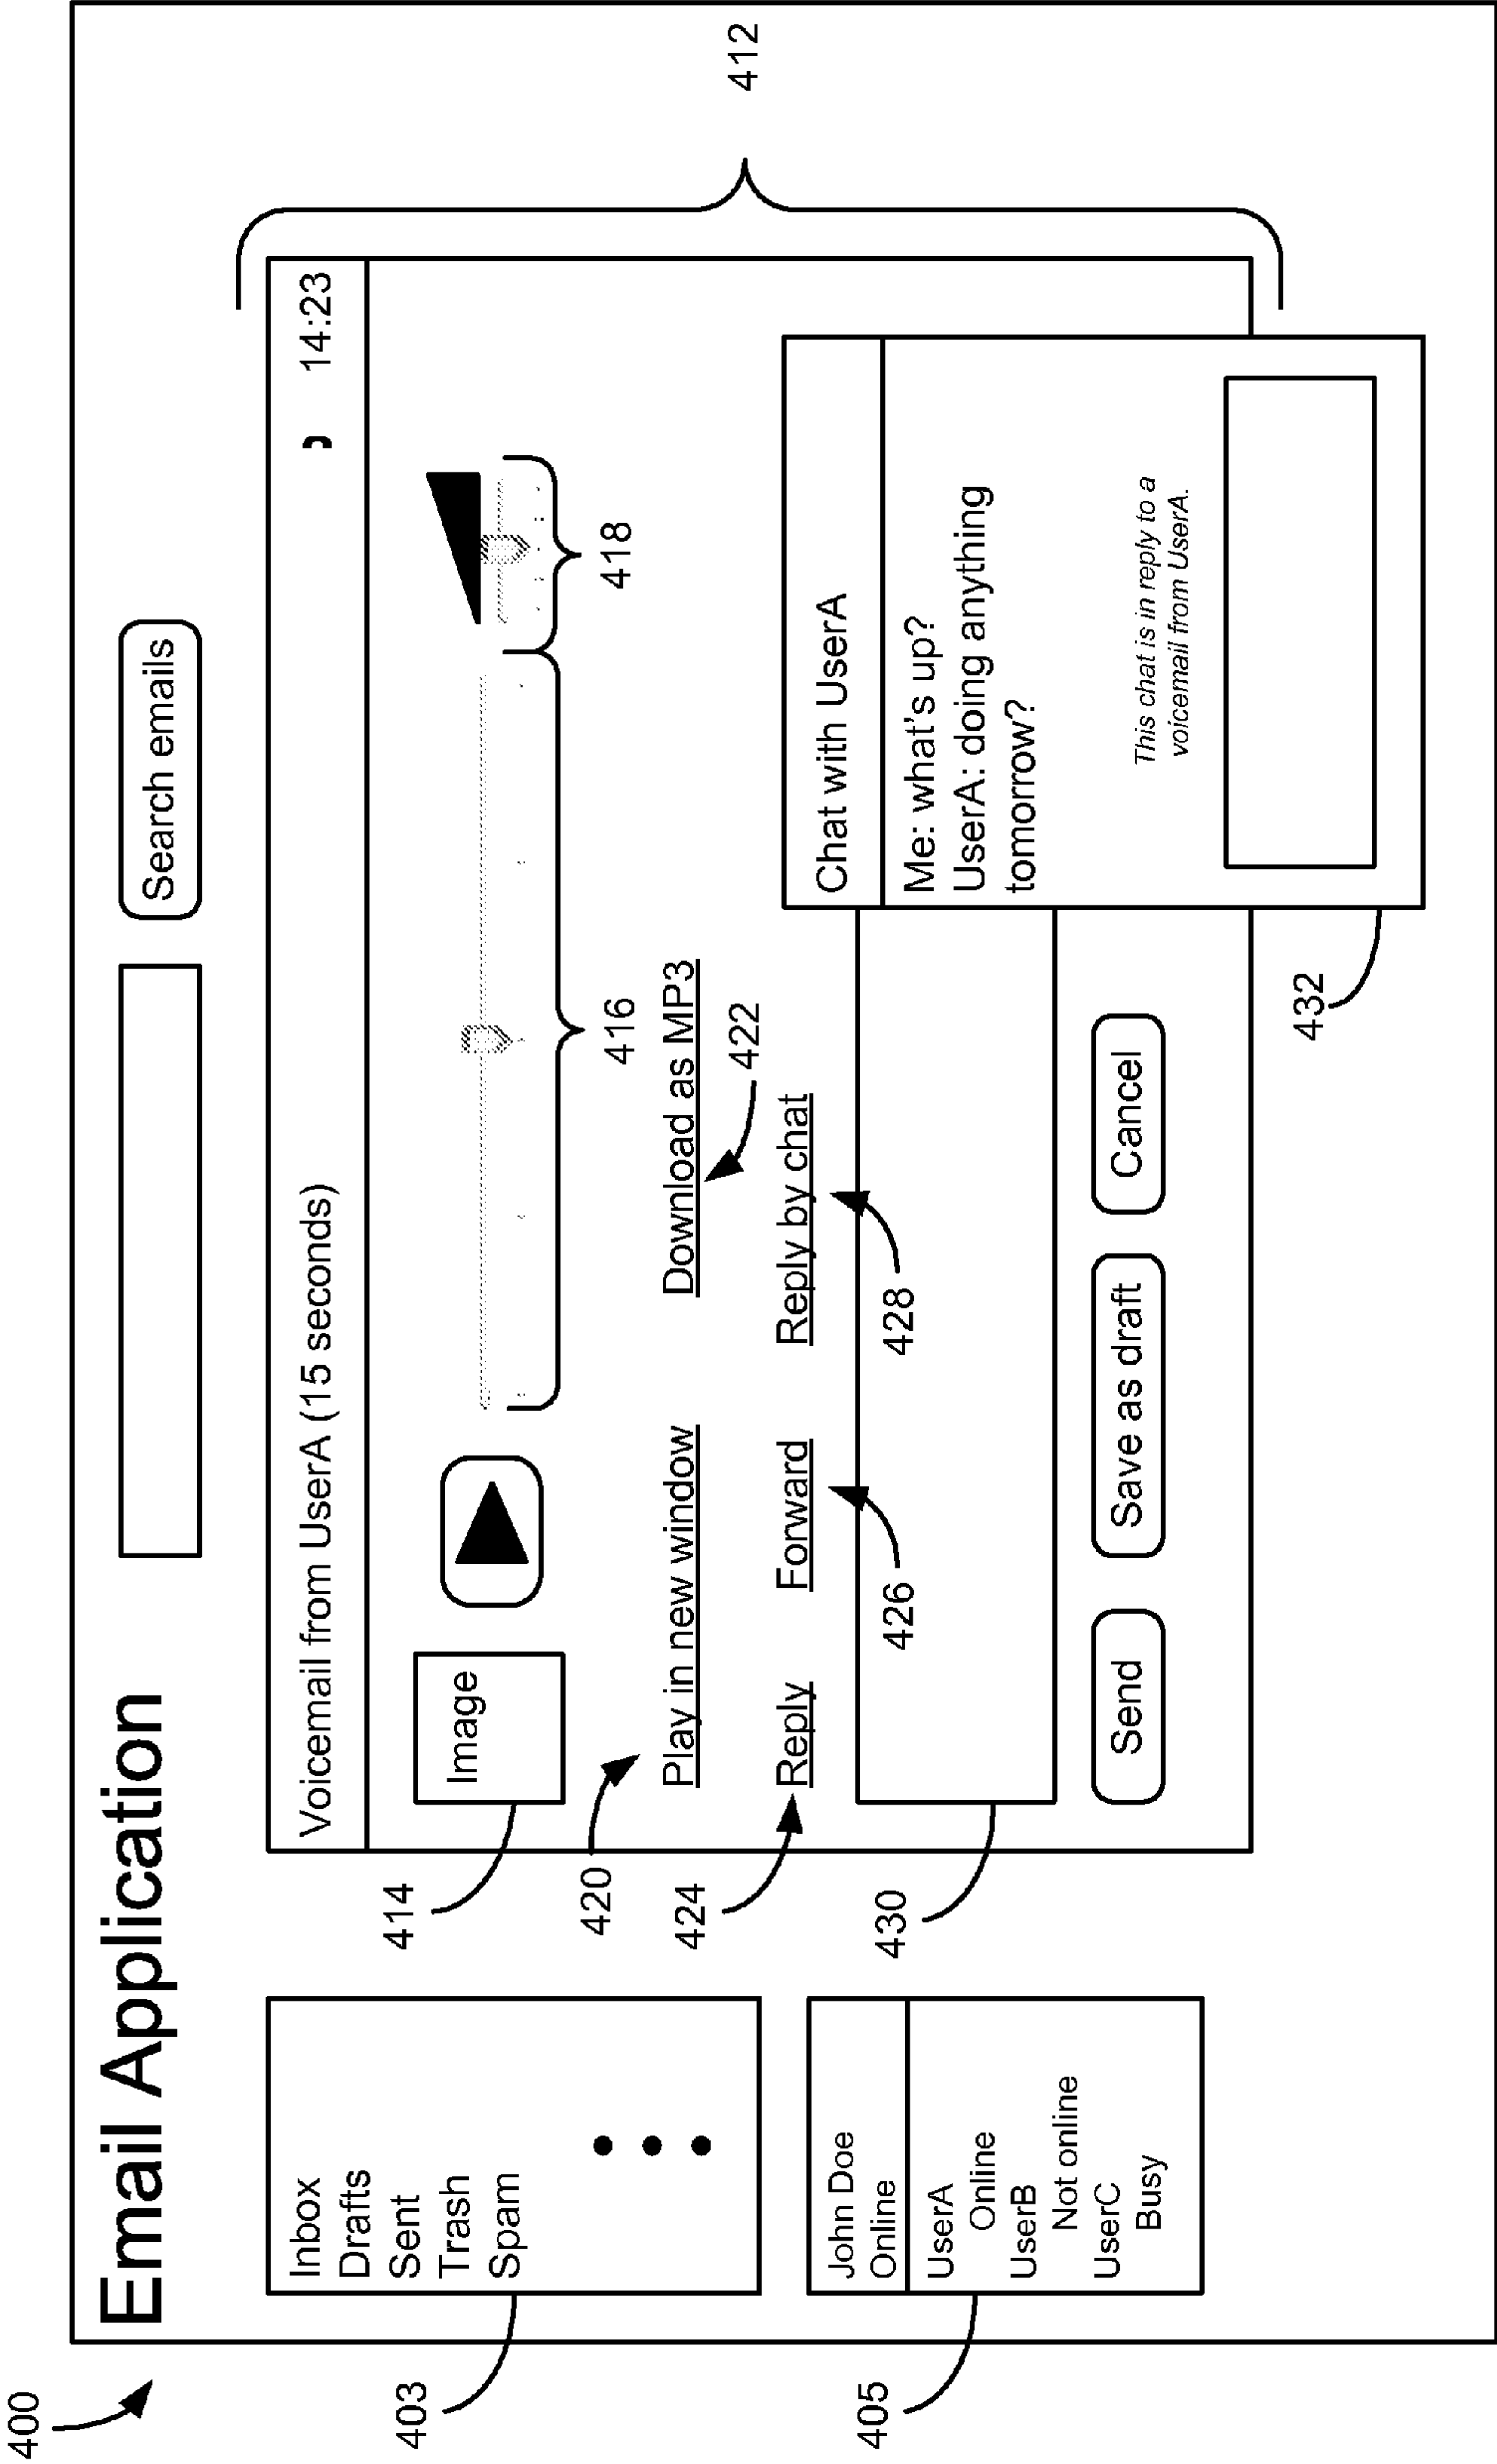 400
Email Application
Search emails
403
Inbox
Drafts
Sent
Trash
Spam
405
John Doe
Online
UserA
Online
UserB
Not online
UserC
Busy
412
Voicemail from UserA (15 seconds)
14:23
414
Image
416
418
420
Play in new window
Download as MP3
422
424
Reply
Forward
Reply by chat
426
428
430
Send
Save as draft
Cancel
432
Chat with UserA
Me: what's up?
UserA: doing anything
tomorrow?
This chat is in reply to a
voicemail from UserA.